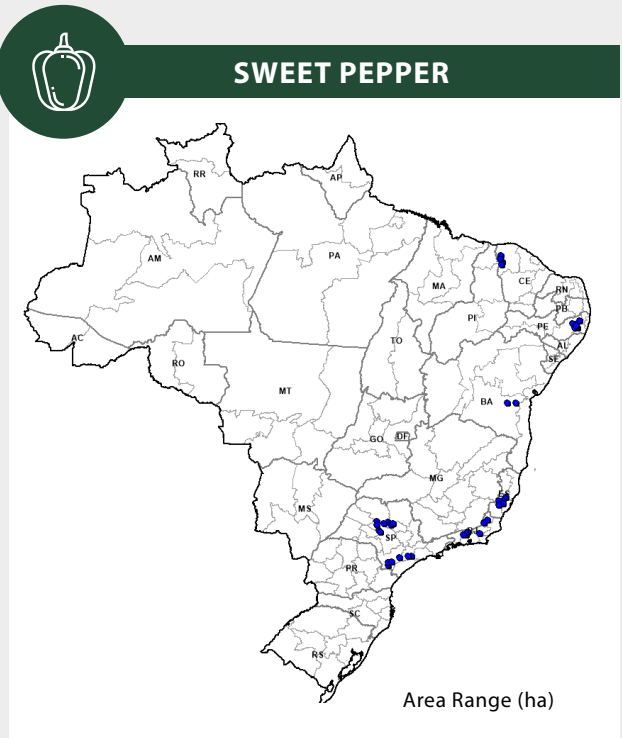 SWEET PEPPER
RR
AP
AM
PA
MA
CE
RN
PB
PI
PE
AL
SE
AC
TO
RO
BA
MT
GO
DF
MG
MS
ES
SP
PR
SC
RS
Area Range (ha)